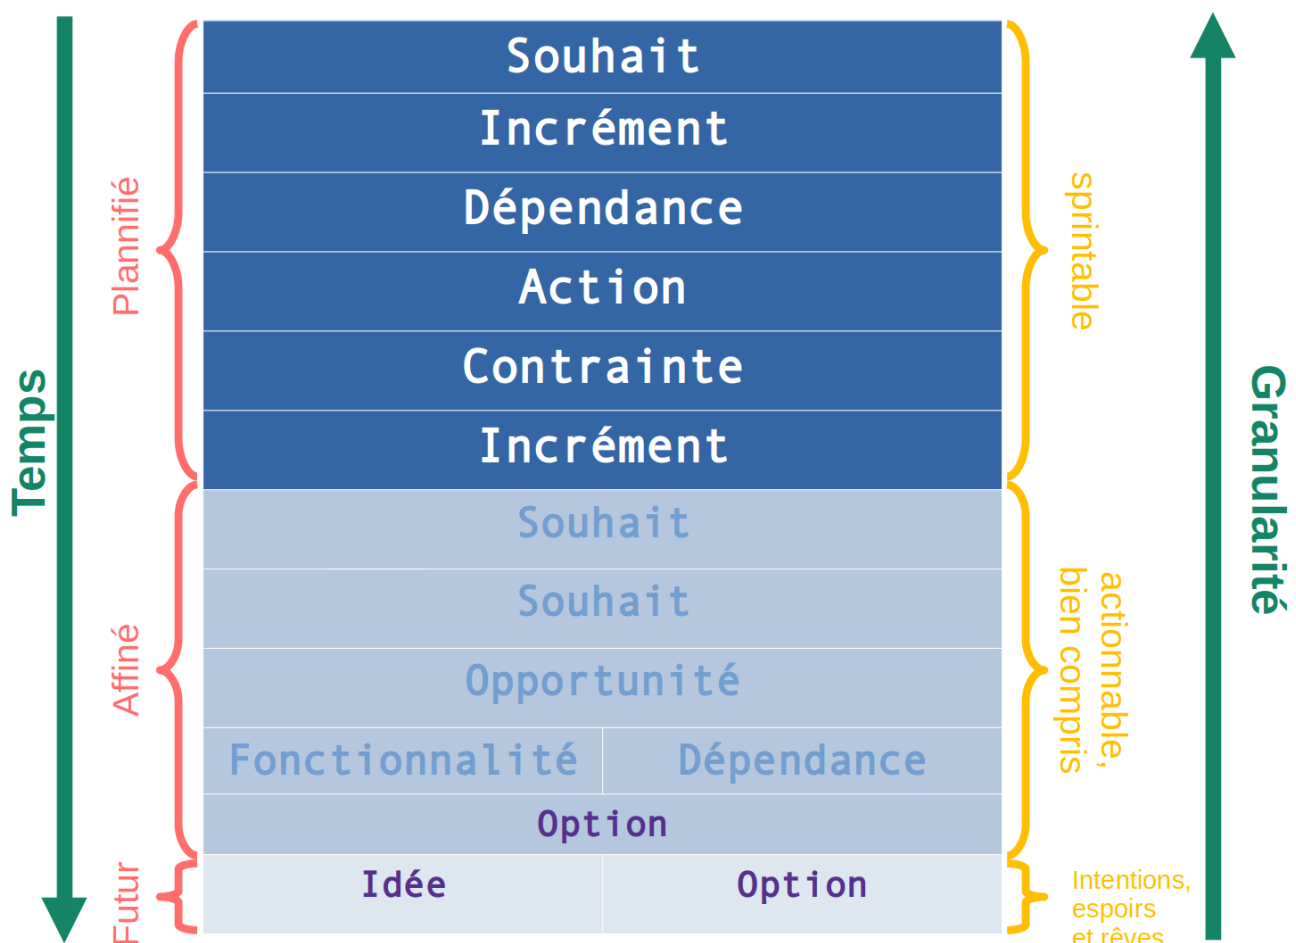 Souhait
Incrément
Dépendance
Action
Contrainte
Incrément
Souhait
Souhait
Opportunité
Fonctionnalité Dépendance
Option
Idée Option
Temps
Plannifié
Affiné
Futur
sprintable
actionnable,
bien compris
Intentions,
espoirs
et rêves
Granularité